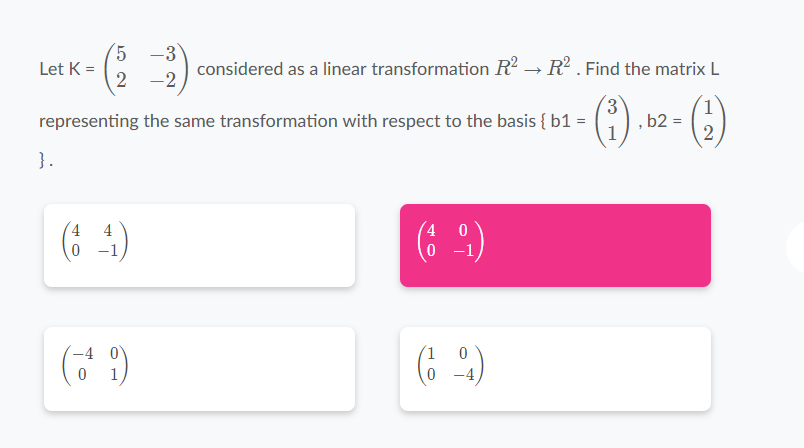 Let K = \begin{pmatrix} 5 & -3 \\ 2 & -2 \end{pmatrix} considered as a linear transformation R^2 → R^2 . Find the matrix L
representing the same transformation with respect to the basis { b1 = \begin{pmatrix} 3 \\ 1 \end{pmatrix} , b2 = \begin{pmatrix} 1 \\ 2 \end{pmatrix}
} .
\begin{pmatrix} 4 & 4 \\ 0 & -1 \end{pmatrix} \begin{pmatrix} 4 & 0 \\ 0 & -1 \end{pmatrix}
\begin{pmatrix} -4 & 0 \\ 0 & 1 \end{pmatrix} \begin{pmatrix} 1 & 0 \\ 0 & -4 \end{pmatrix}